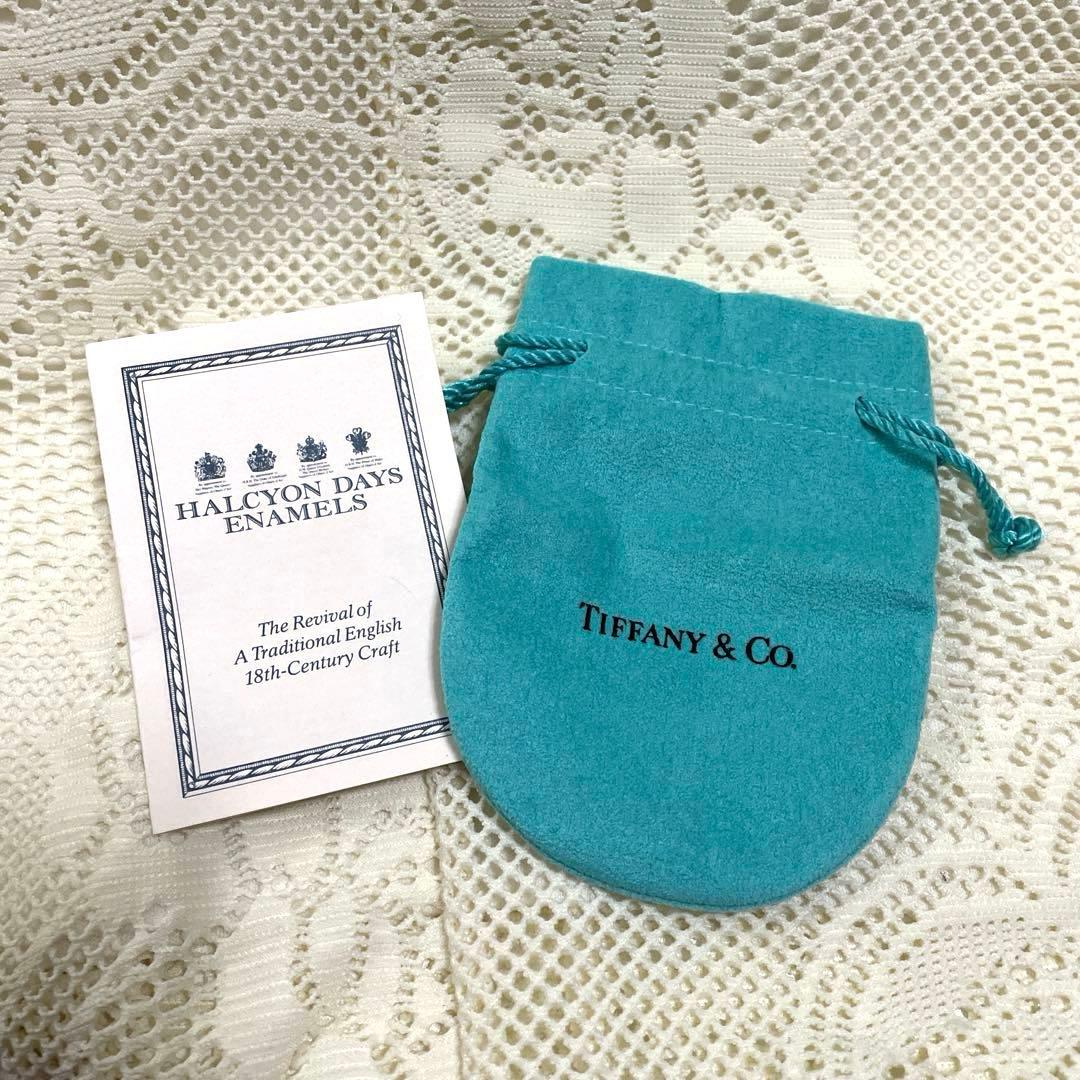 HALCYON DAYS
ENAMELS
The Revival of
A Traditional English
18th-Century Craft
TIFFANY & CO.